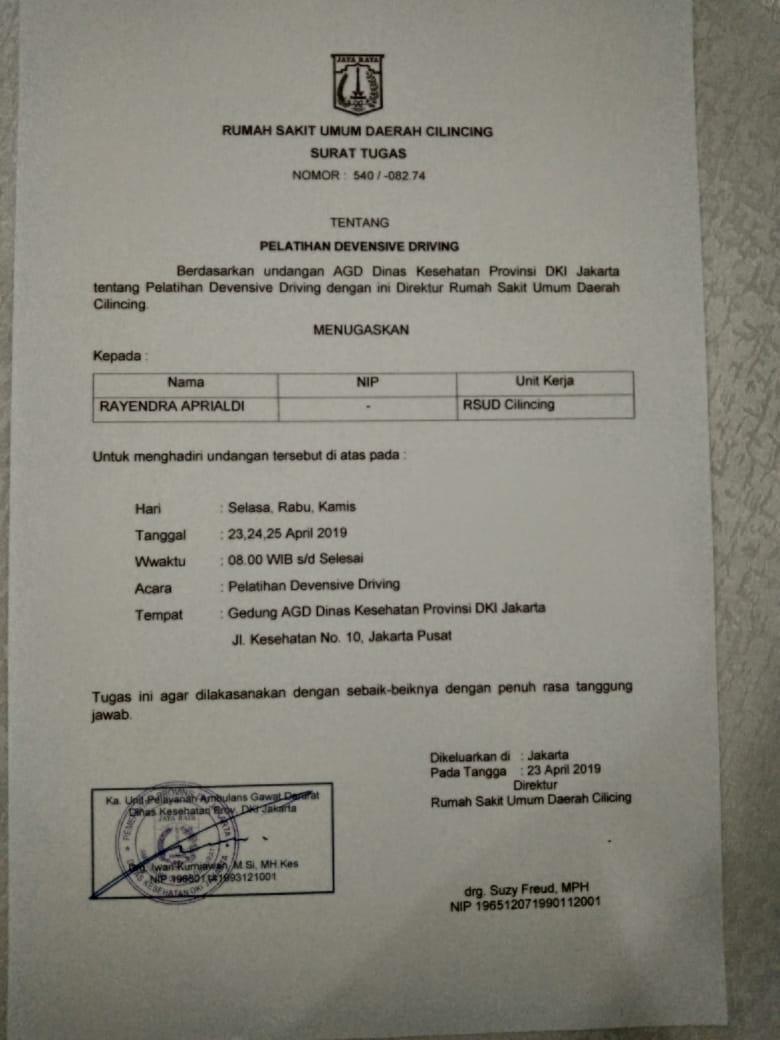 JAYA RAYA
RUMAH SAKIT UMUM DAERAH CILINCING
SURAT TUGAS
NOMOR : 540 / -082.74
TENTANG
PELATIHAN DEVENSIVE DRIVING
Berdasarkan undangan AGD Dinas Kesehatan Provinsi DKI Jakarta
tentang Pelatihan Devensive Driving dengan ini Direktur Rumah Sakit Umum Daerah
Cilincing.
MENUGASKAN
Kepada :
Nama NIP Unit Kerja
RAYENDRA APRIALDI - RSUD Cilincing
Untuk menghadiri undangan tersebut di atas pada :
Hari : Selasa, Rabu, Kamis
Tanggal : 23,24,25 April 2019
Wwaktu : 08.00 WIB s/d Selesai
Acara : Pelatihan Devensive Driving
Tempat : Gedung AGD Dinas Kesehatan Provinsi DKI Jakarta
Jl. Kesehatan No. 10, Jakarta Pusat
Tugas ini agar dilakasanakan dengan sebaik-beiknya dengan penuh rasa tanggung
jawab.
Dikeluarkan di : Jakarta
Pada Tangga : 23 April 2019
Direktur
Rumah Sakit Umum Daerah Cilicing
drg. Suzy Freud, MPH
NIP 196512071990112001
Ka. Unit Pelayanan Ambulans Gawat Darurat
Dinas Kesehatan Prov. DKI Jakarta
JAYA RAYA
Drg. Iwan Kurniawan, M.Si, MH.Kes
DINAS KESEHATAN DKI JAKARTA